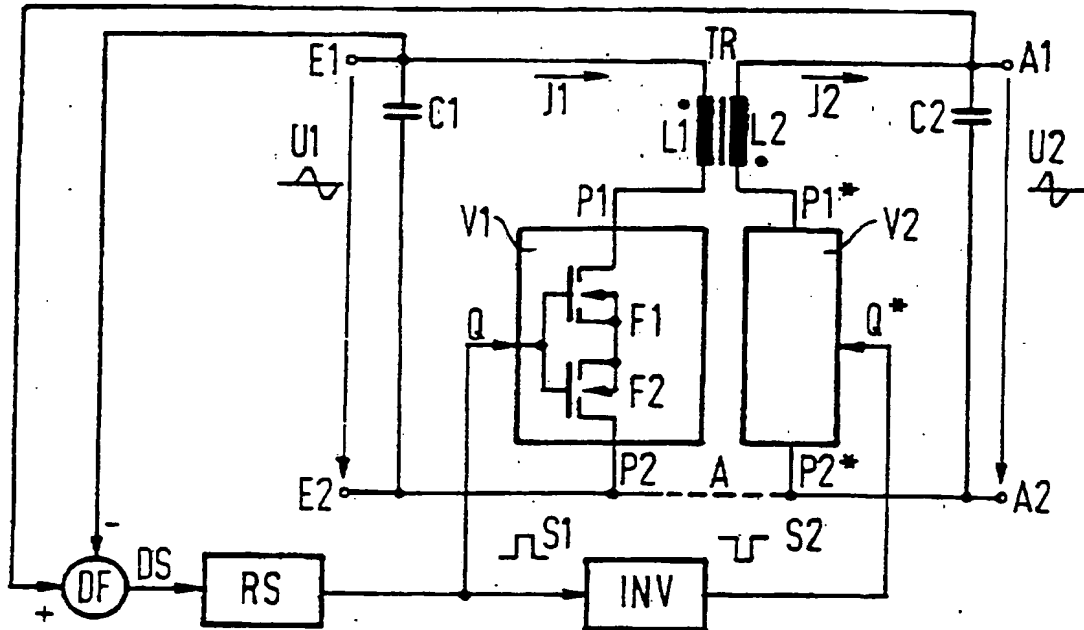 TR
E1
A1
J1
J2
C1
C2
L1
L2
U1
U2
P1
P1*
V1
V2
Q
F1
Q*
F2
P2
A
P2*
E2
A2
-
S1
S2
DS
DF
RS
INV
+